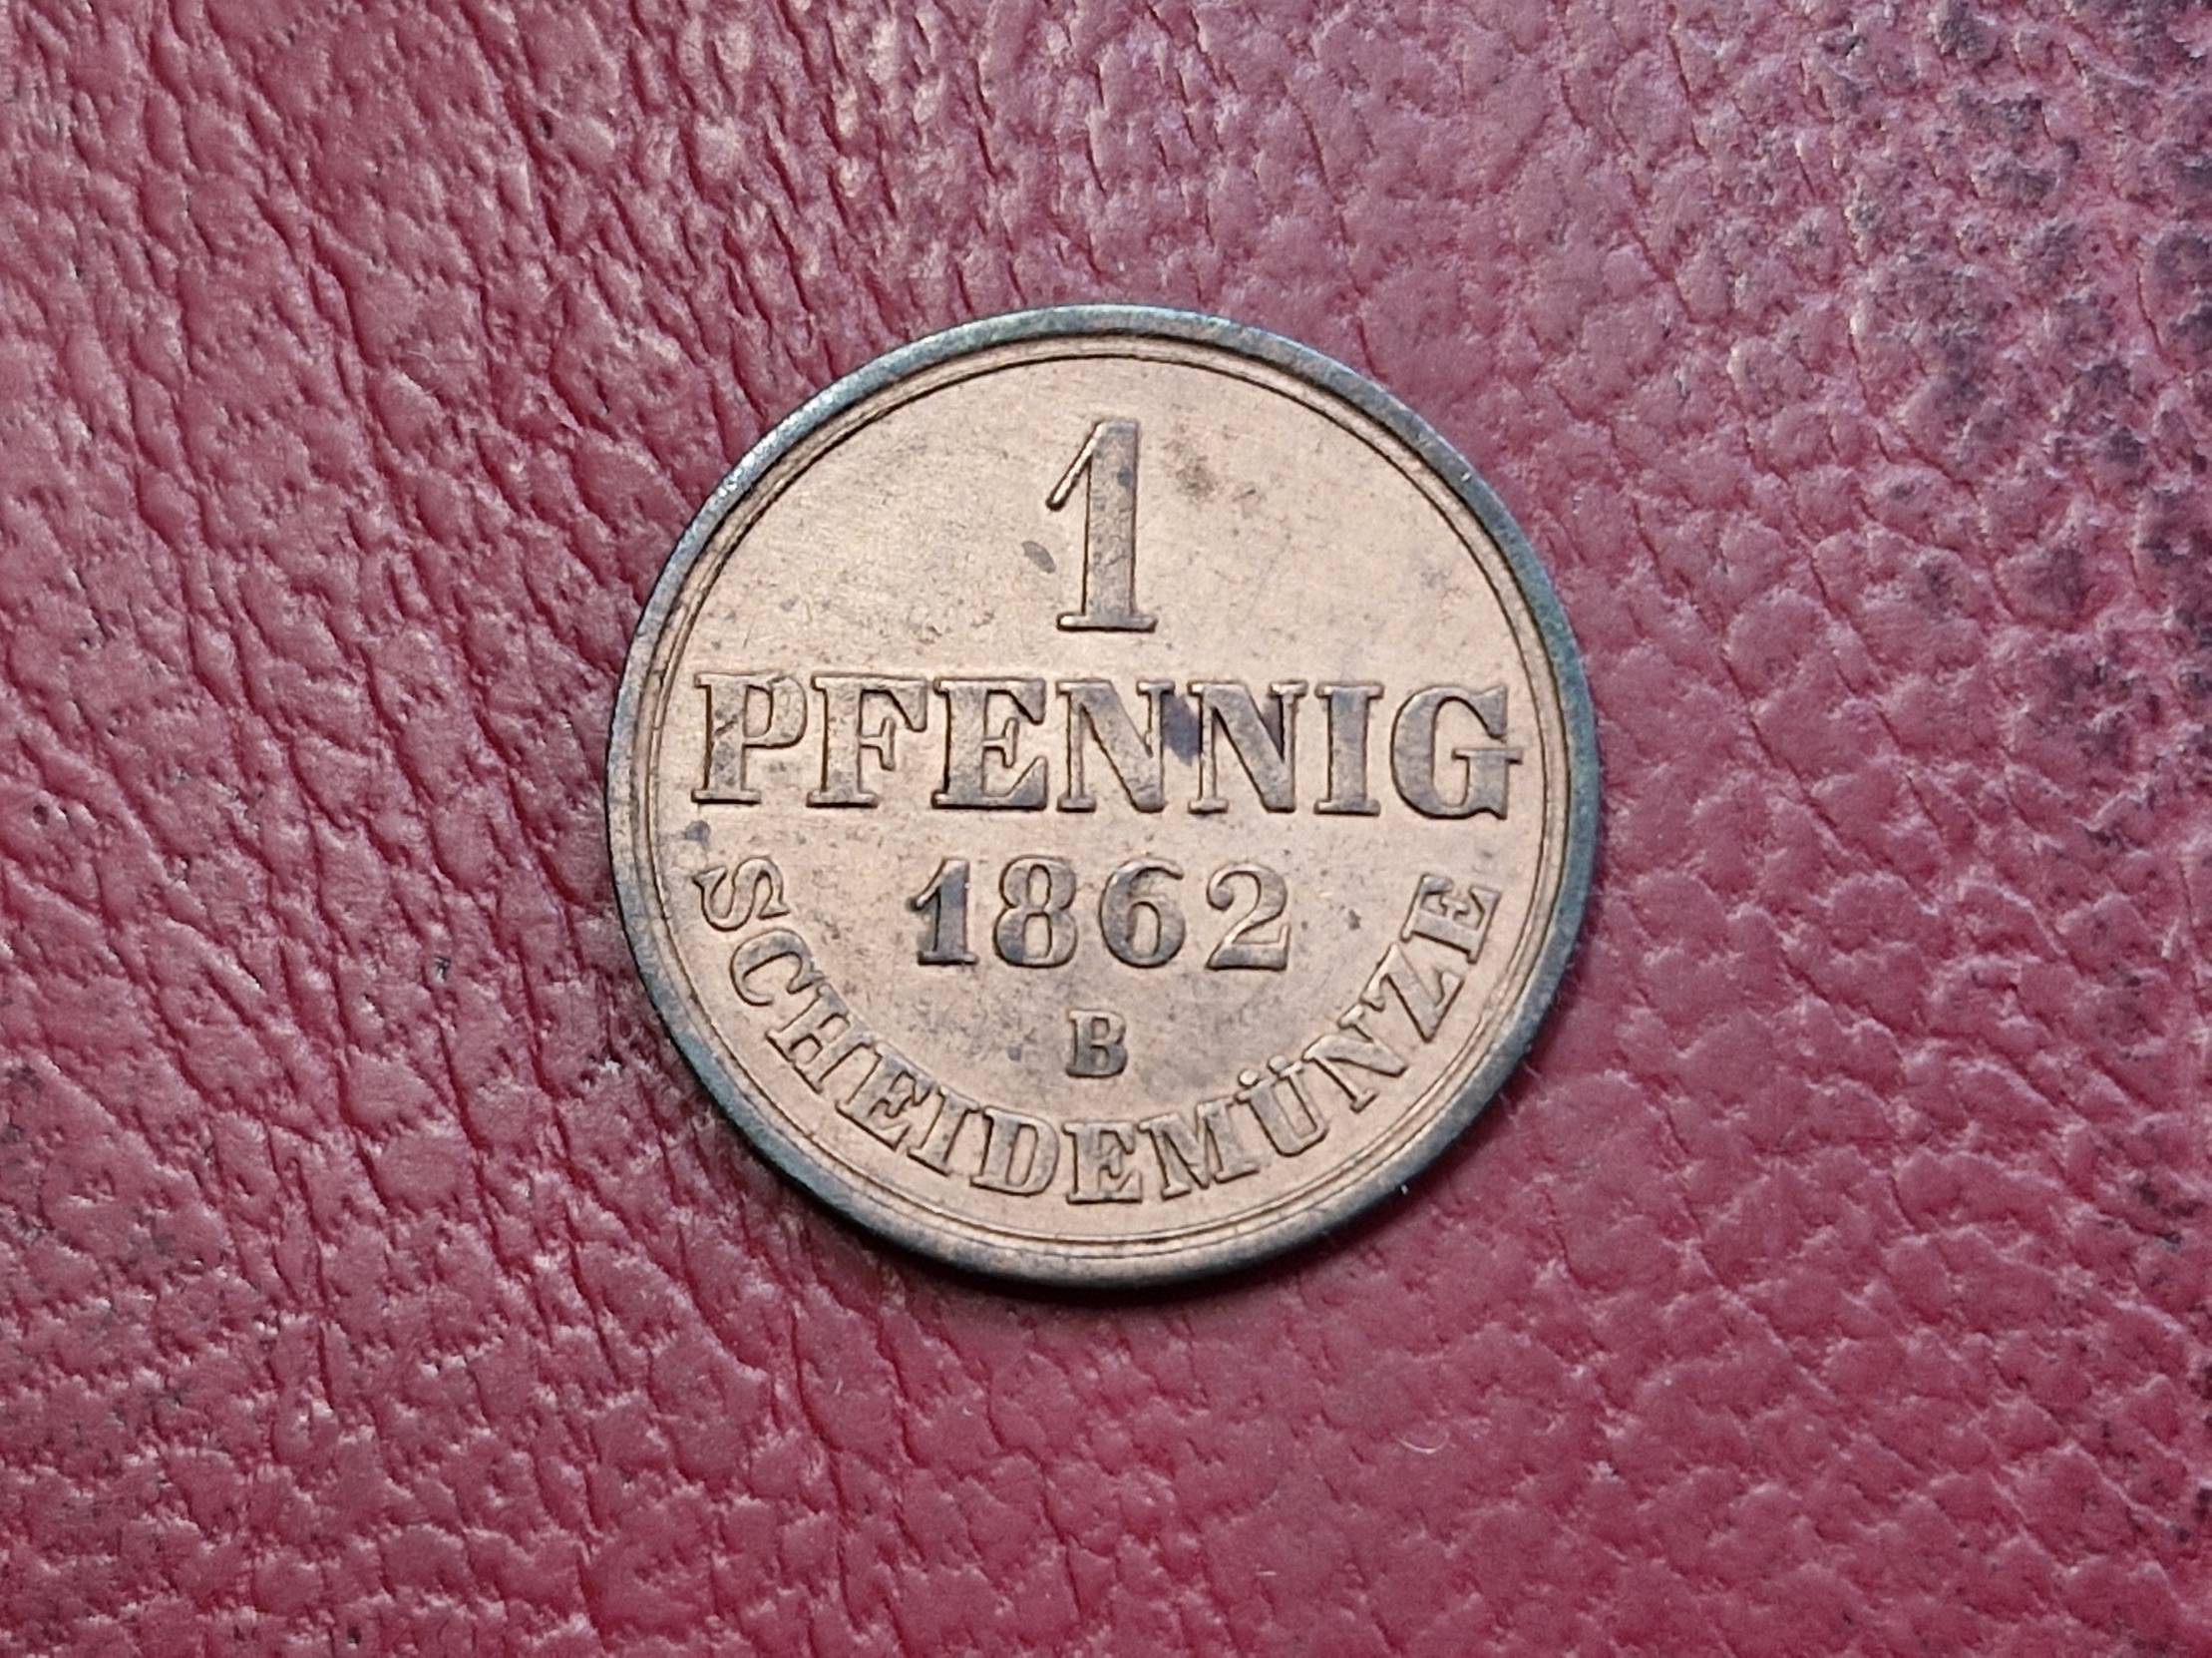 1
PFENNIG
1862
B
SCHEIDEMÜNZE